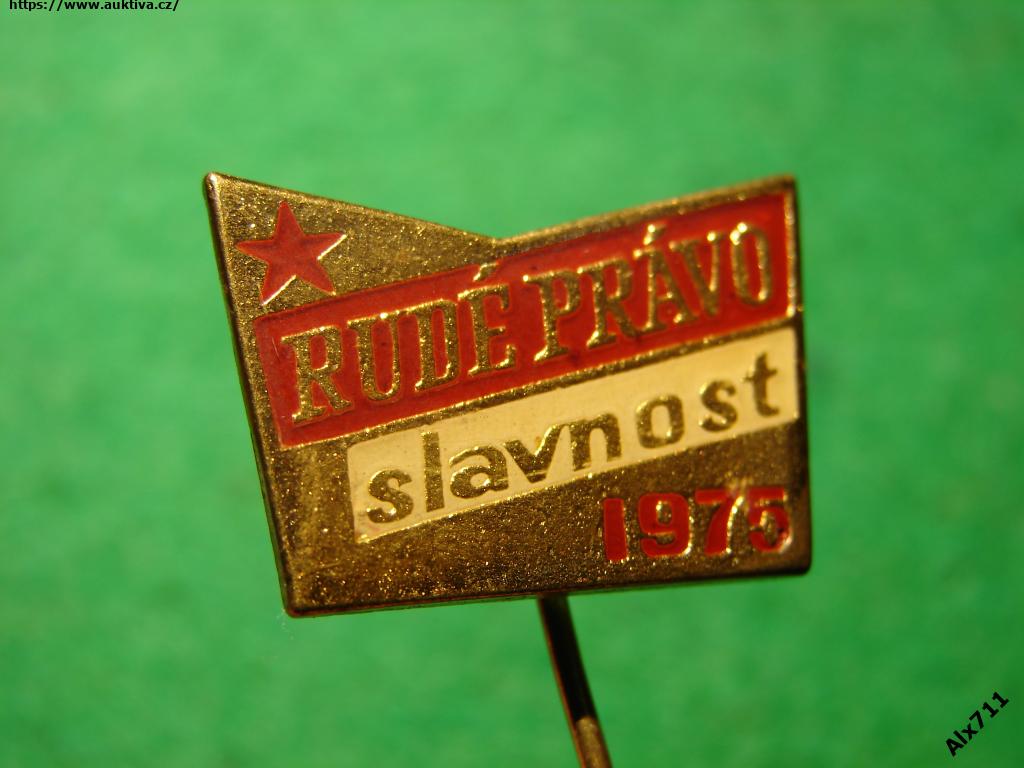 https://www.auktiva.cz/
RUDÉ PRÁVO
slavnost
1975
Alx711